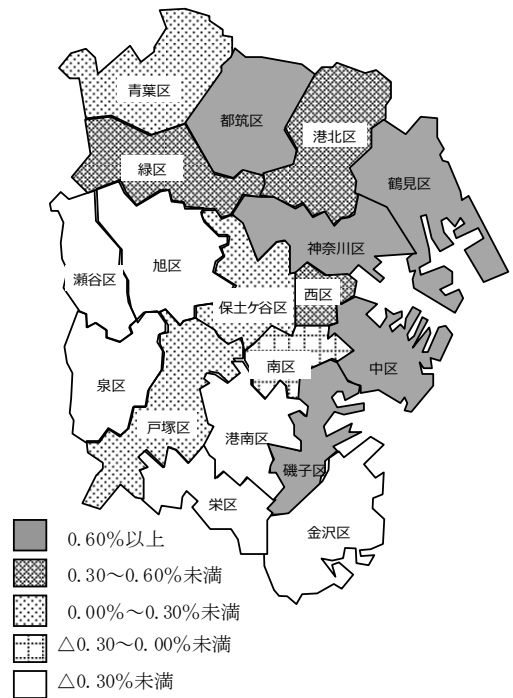 青葉区
都筑区
港北区
緑区
鶴見区
神奈川区
旭区
瀬谷区
西区
保土ケ谷区
南区
中区
泉区
戸塚区
港南区
磯子区
栄区
金沢区
0.60%以上
0.30～0.60%未満
0.00%～0.30%未満
△0.30～0.00%未満
△0.30%未満